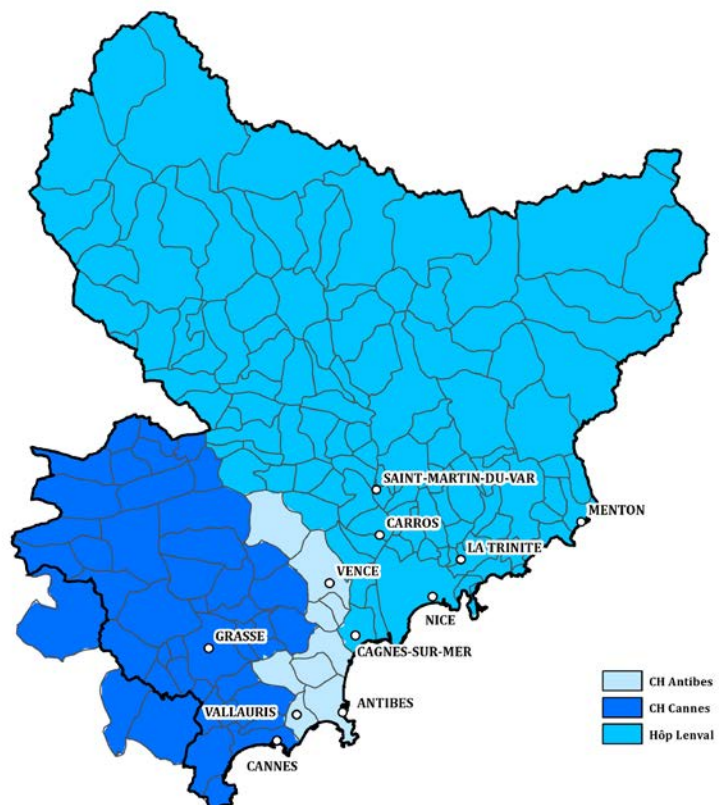 SAINT-MARTIN-DU-VAR
CARROS
MENTON
LA TRINITE
VENCE
NICE
GRASSE
CAGNES-SUR-MER
VALLAURIS
ANTIBES
CANNES
CH Antibes
CH Cannes
Hôp Lenval